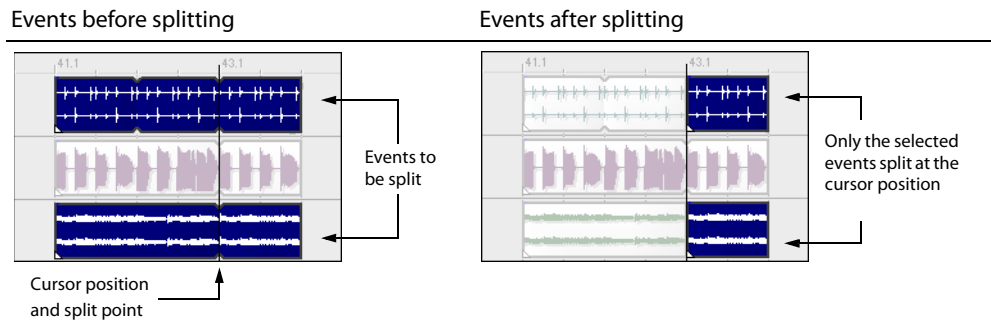 Events before splitting
Events after splitting
41.1 43.1
41.1 43.1
Events to
be split
Only the selected
events split at the
cursor position
Cursor position
and split point